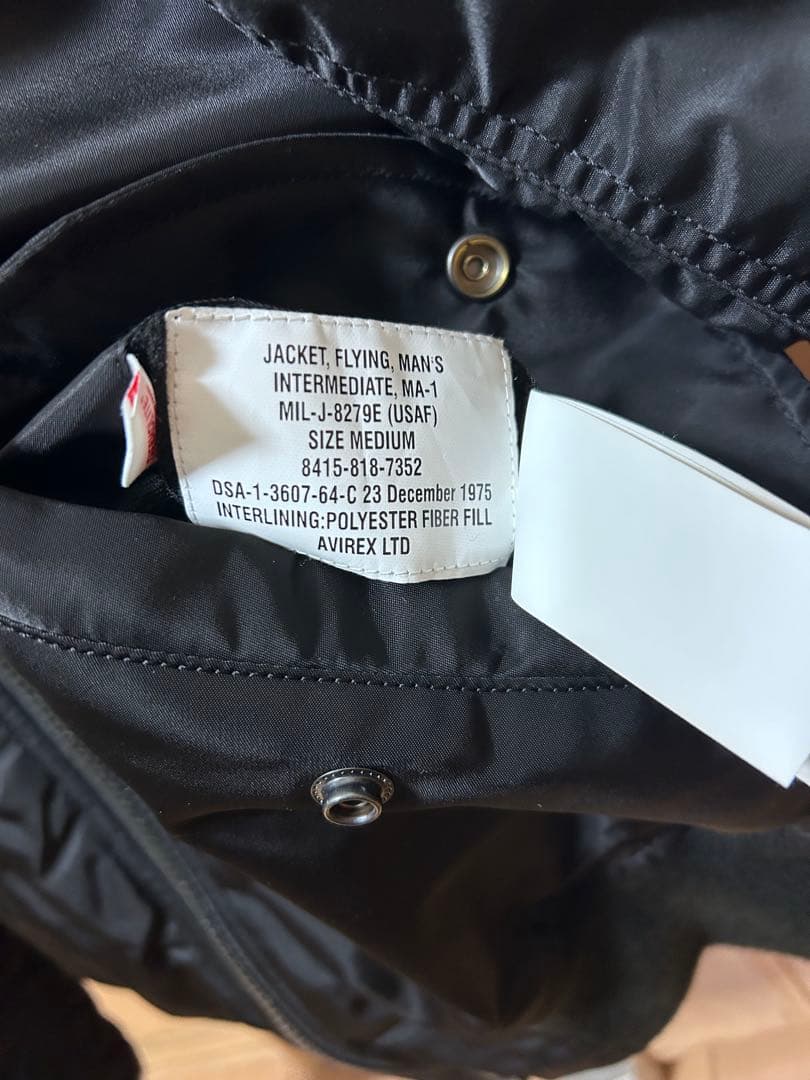 JACKET, FLYING, MAN'S
INTERMEDIATE, MA-1
MIL-J-8279E (USAF)
SIZE MEDIUM
8415-818-7352
DSA-1-3607-64-C 23 December 1975
INTERLINING:POLYESTER FIBER FILL
AVIREX LTD